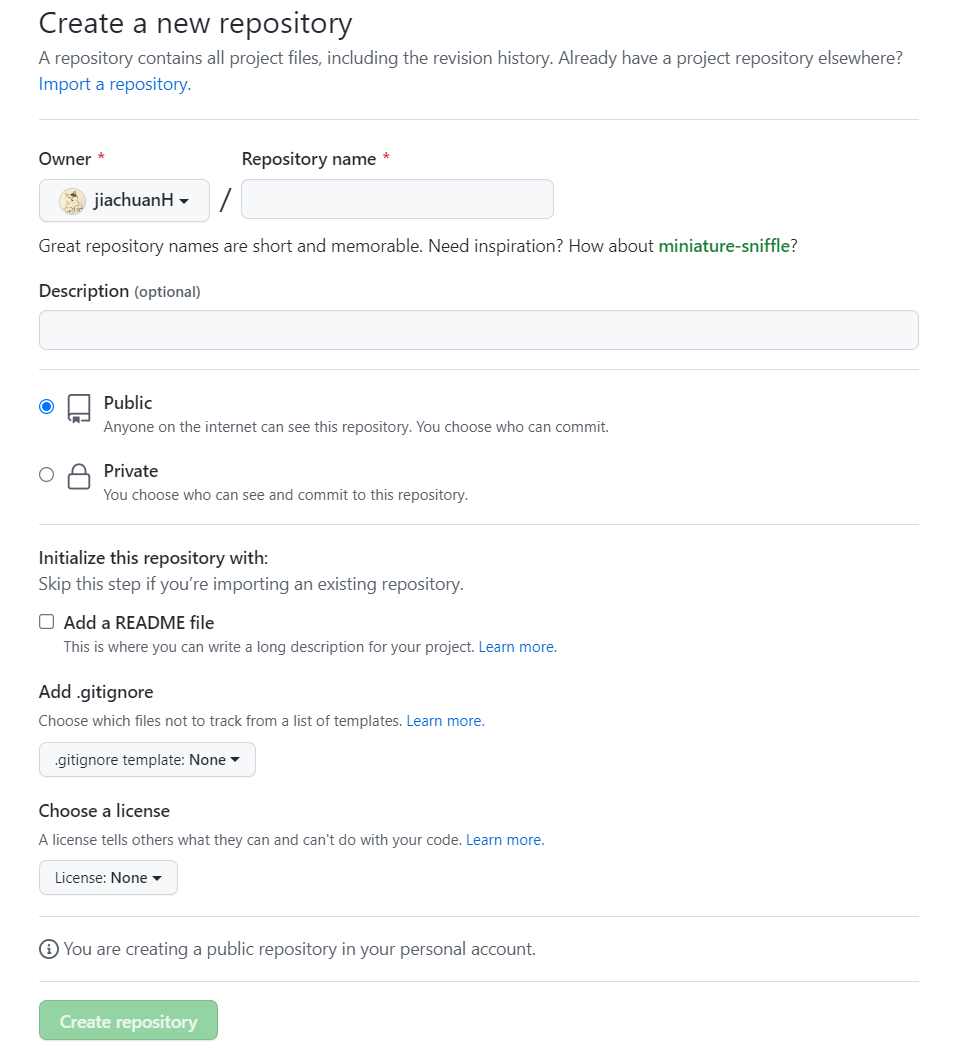 Create a new repository
A repository contains all project files, including the revision history. Already have a project repository elsewhere?
Import a repository.
Owner * Repository name *
jiachuanH /
Great repository names are short and memorable. Need inspiration? How about miniature-sniffle?
Description (optional)
Public
Anyone on the internet can see this repository. You choose who can commit.
Private
You choose who can see and commit to this repository.
Initialize this repository with:
Skip this step if you’re importing an existing repository.
Add a README file
This is where you can write a long description for your project. Learn more.
Add .gitignore
Choose which files not to track from a list of templates. Learn more.
.gitignore template: None
Choose a license
A license tells others what they can and can't do with your code. Learn more.
License: None
You are creating a public repository in your personal account.
Create repository